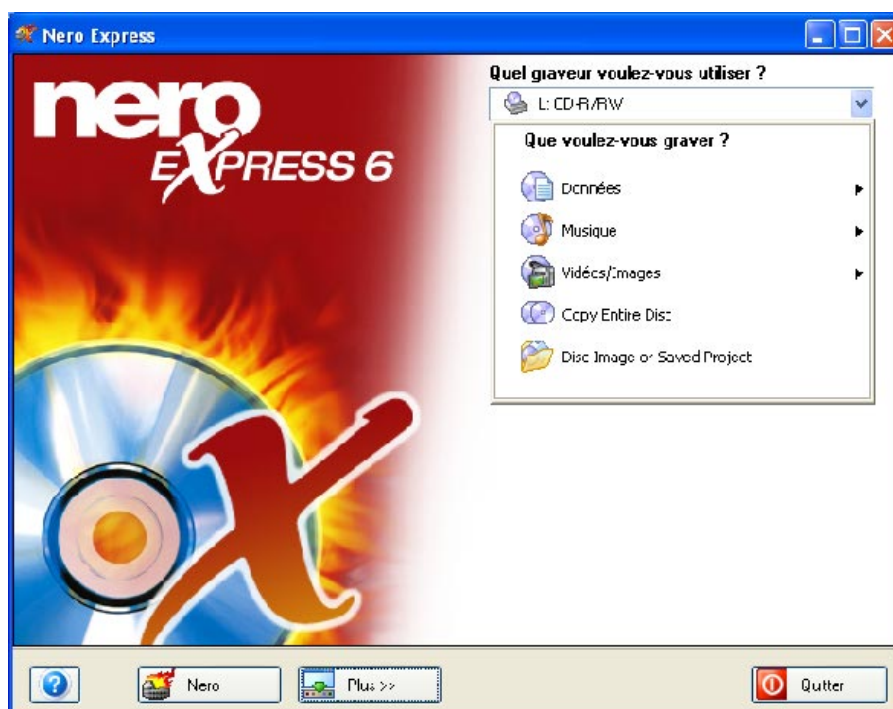 Nero Express
nero
EXPRESS 6
Quel graveur voulez-vous utiliser ?
L: CD-R/RW
Que voulez-vous graver ?
Données
Musique
Vidéos/Images
Copy Entire Disc
Disc Image or Saved Project
Nero
Plus >>
Quitter